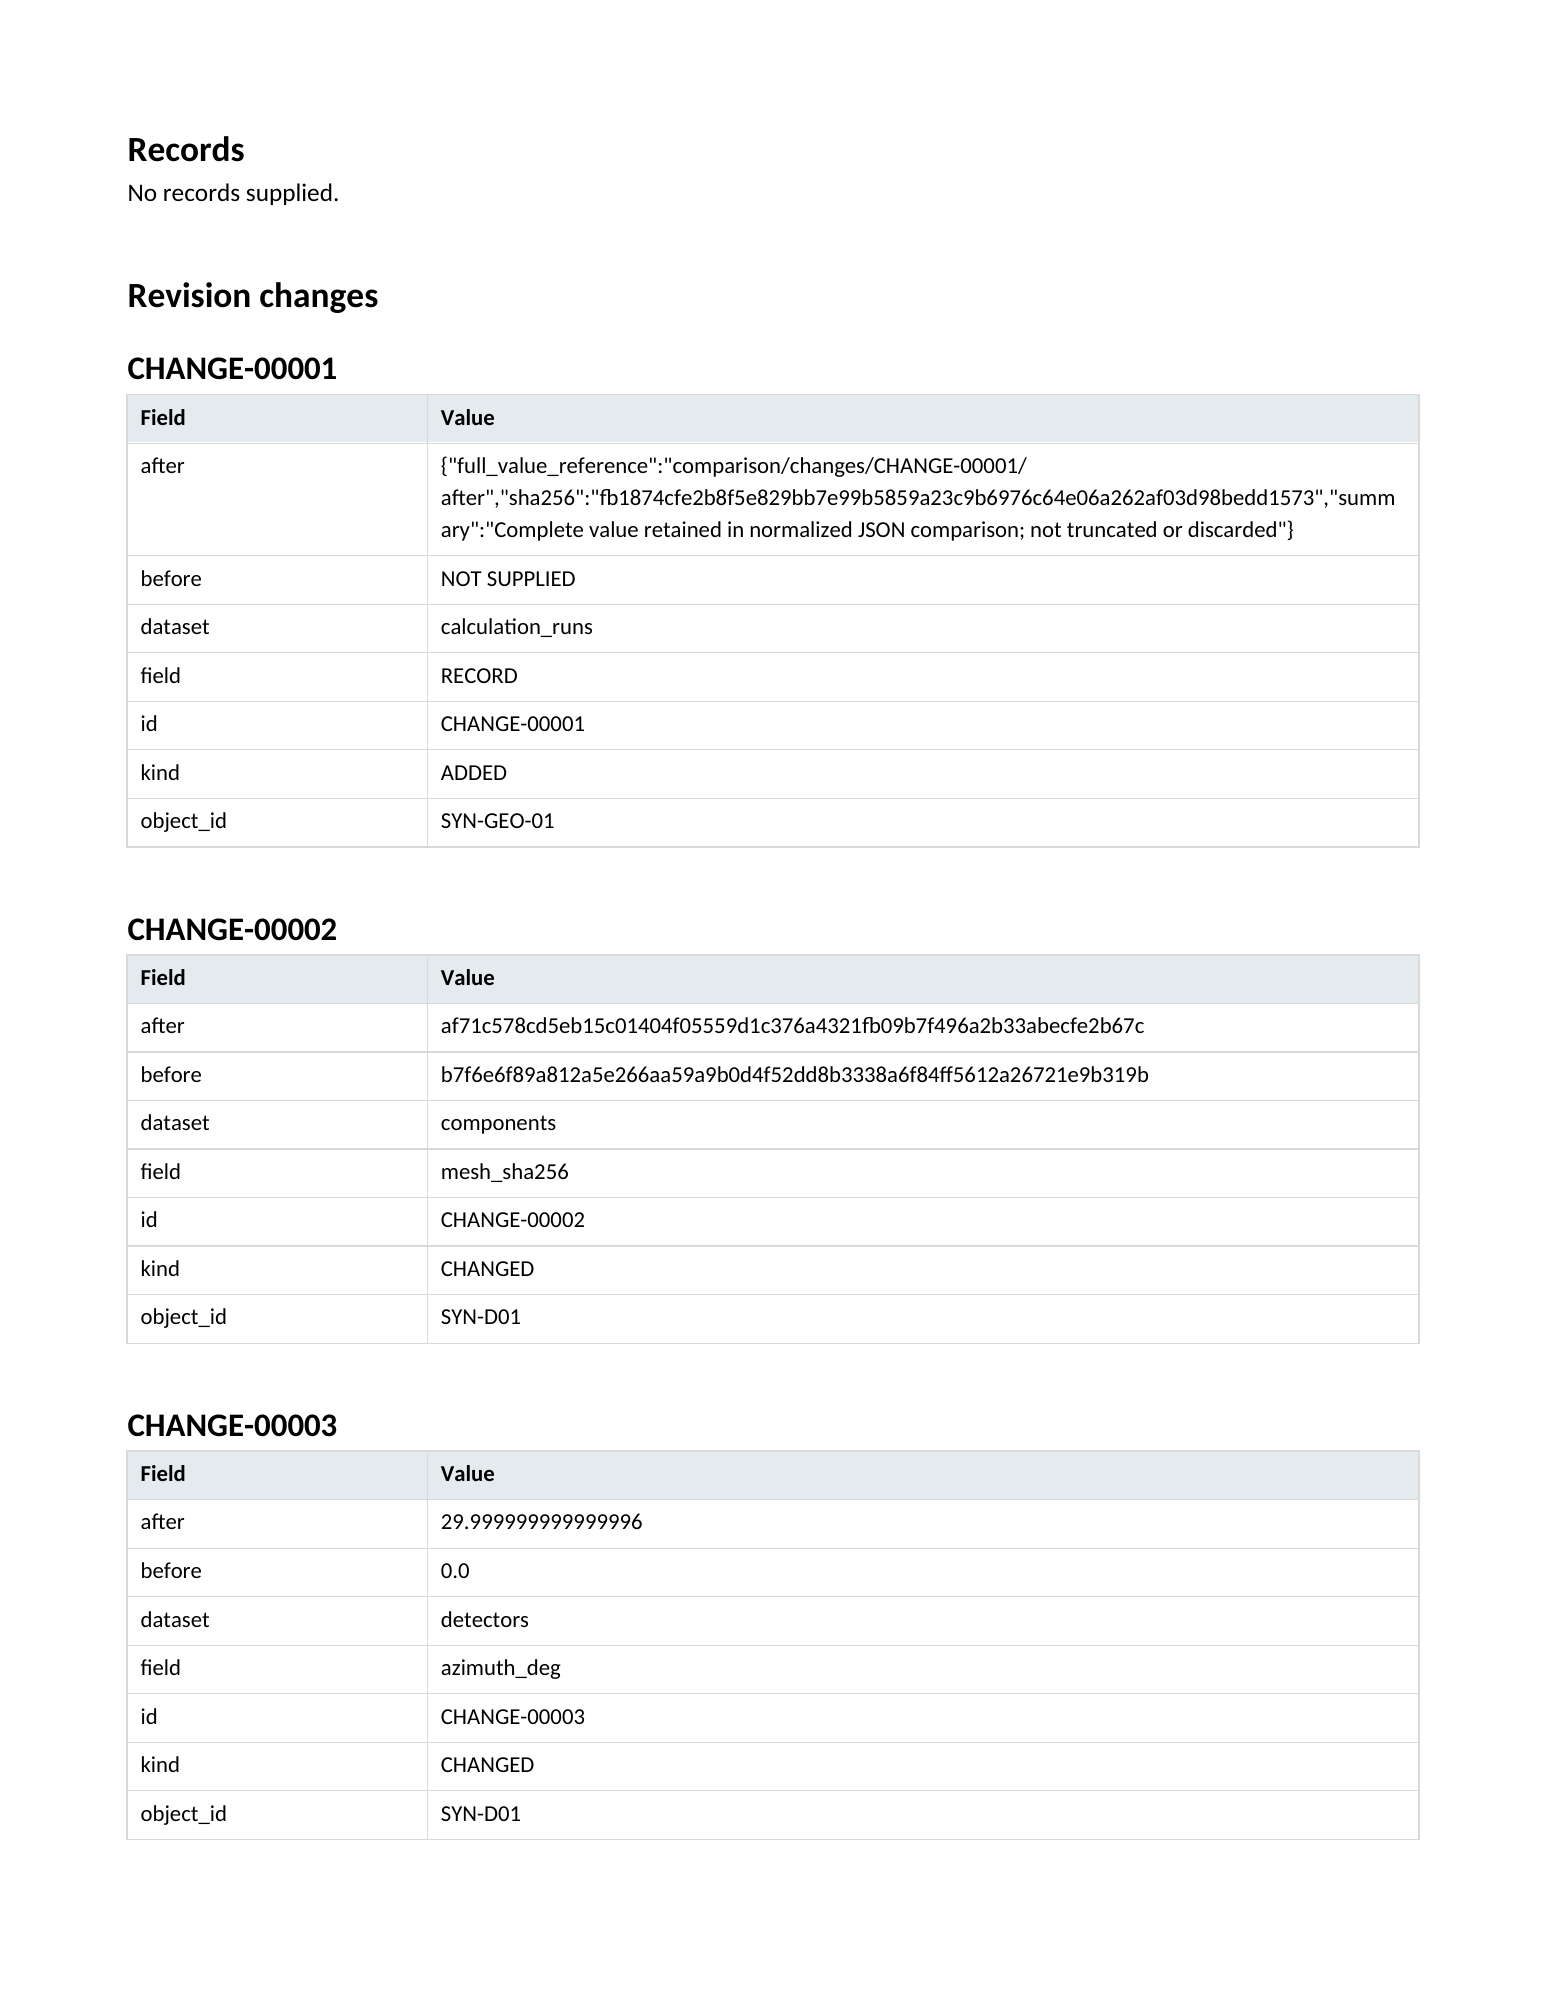 Records
No records supplied.
Revision changes
CHANGE-00001
Field Value
after {"full_value_reference":"comparison/changes/CHANGE-00001/
after","sha256":"fb1874cfe2b8f5e829bb7e99b5859a23c9b6976c64e06a262af03d98bedd1573","summ
ary":"Complete value retained in normalized JSON comparison; not truncated or discarded"}
before NOT SUPPLIED
dataset calculation_runs
field RECORD
id CHANGE-00001
kind ADDED
object_id SYN-GEO-01
CHANGE-00002
Field Value
after af71c578cd5eb15c01404f05559d1c376a4321fb09b7f496a2b33abecfe2b67c
before b7f6e6f89a812a5e266aa59a9b0d4f52dd8b3338a6f84ff5612a26721e9b319b
dataset components
field mesh_sha256
id CHANGE-00002
kind CHANGED
object_id SYN-D01
CHANGE-00003
Field Value
after 29.999999999999996
before 0.0
dataset detectors
field azimuth_deg
id CHANGE-00003
kind CHANGED
object_id SYN-D01